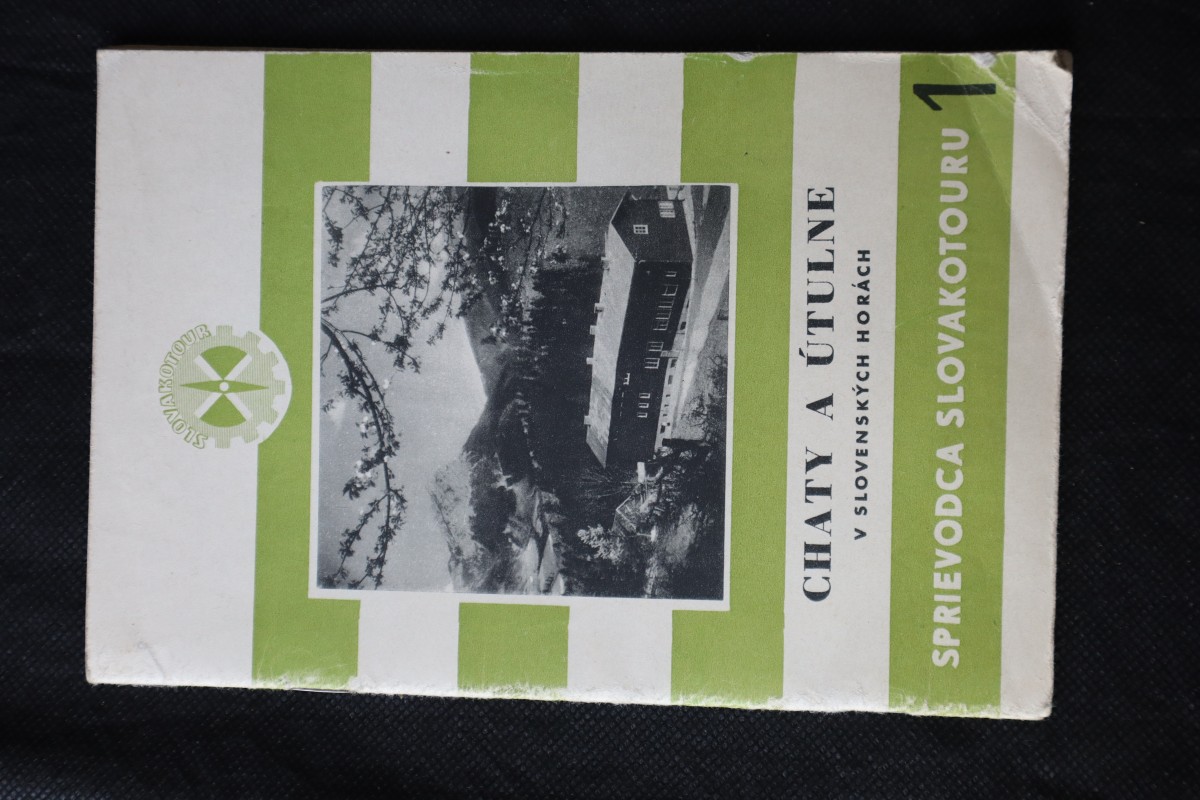 SLOVAKOTOUR
CHATY A ÚTULNE
V SLOVENSKÝCH HORÁCH
SPRIEVODCA SLOVAKOTOURU 1